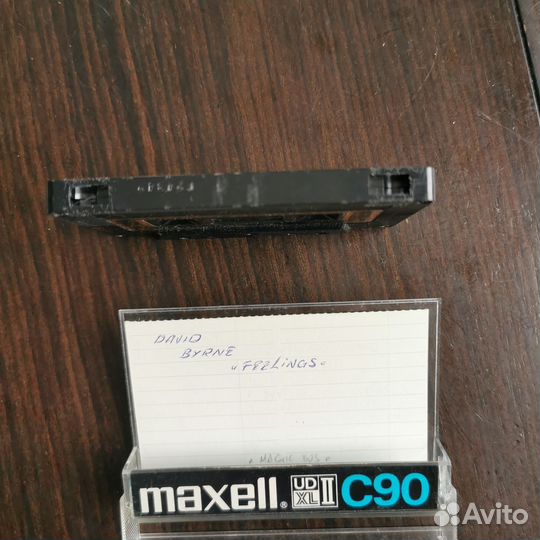 DAVID
BYRNE
"FEELINGS"
maxell® UD XL II C90
Avito